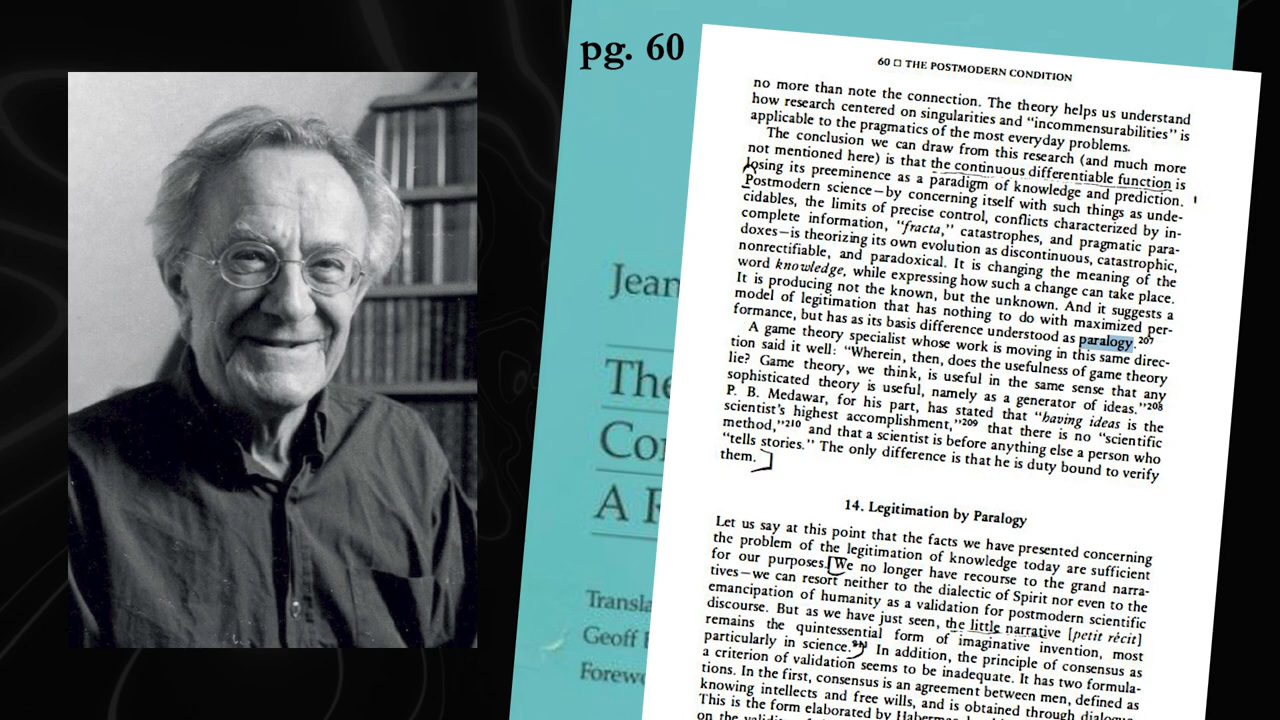 pg. 60
Jean
The
Co
A R
Transla
Geoff
Forewo
60 □ THE POSTMODERN CONDITION
no more than note the connection. The theory helps us understand
how research centered on singularities and “incommensurabilities” is
applicable to the pragmatics of the most everyday problems.
The conclusion we can draw from this research (and much more
not mentioned here) is that the continuous differentiable function is
losing its preeminence as a paradigm of knowledge and prediction.
Postmodern science—by concerning itself with such things as unde-
cidables, the limits of precise control, conflicts characterized by in-
complete information, “fracta,” catastrophes, and pragmatic para-
doxes—is theorizing its own evolution as discontinuous, catastrophic,
nonrectifiable, and paradoxical. It is changing the meaning of the
word knowledge, while expressing how such a change can take place.
It is producing not the known, but the unknown. And it suggests a
model of legitimation that has nothing to do with maximized per-
formance, but has as its basis difference understood as paralogy.207
A game theory specialist whose work is moving in this same direc-
tion said it well: “Wherein, then, does the usefulness of game theory
lie? Game theory, we think, is useful in the same sense that any
sophisticated theory is useful, namely as a generator of ideas.”208
P. B. Medawar, for his part, has stated that “having ideas is the
scientist’s highest accomplishment,”209 that there is no “scientific
method,”210 and that a scientist is before anything else a person who
“tells stories.” The only difference is that he is duty bound to verify
them.
14. Legitimation by Paralogy
Let us say at this point that the facts we have presented concerning
the problem of the legitimation of knowledge today are sufficient
for our purposes. We no longer have recourse to the grand narra-
tives—we can resort neither to the dialectic of Spirit nor even to the
emancipation of humanity as a validation for postmodern scientific
discourse. But as we have just seen, the little narrative [petit récit]
remains the quintessential form of imaginative invention, most
particularly in science. In addition, the principle of consensus as
a criterion of validation seems to be inadequate. It has two formula-
tions. In the first, consensus is an agreement between men, defined as
knowing intellects and free wills, and is obtained through dialogue.
This is the form elaborated by
on the